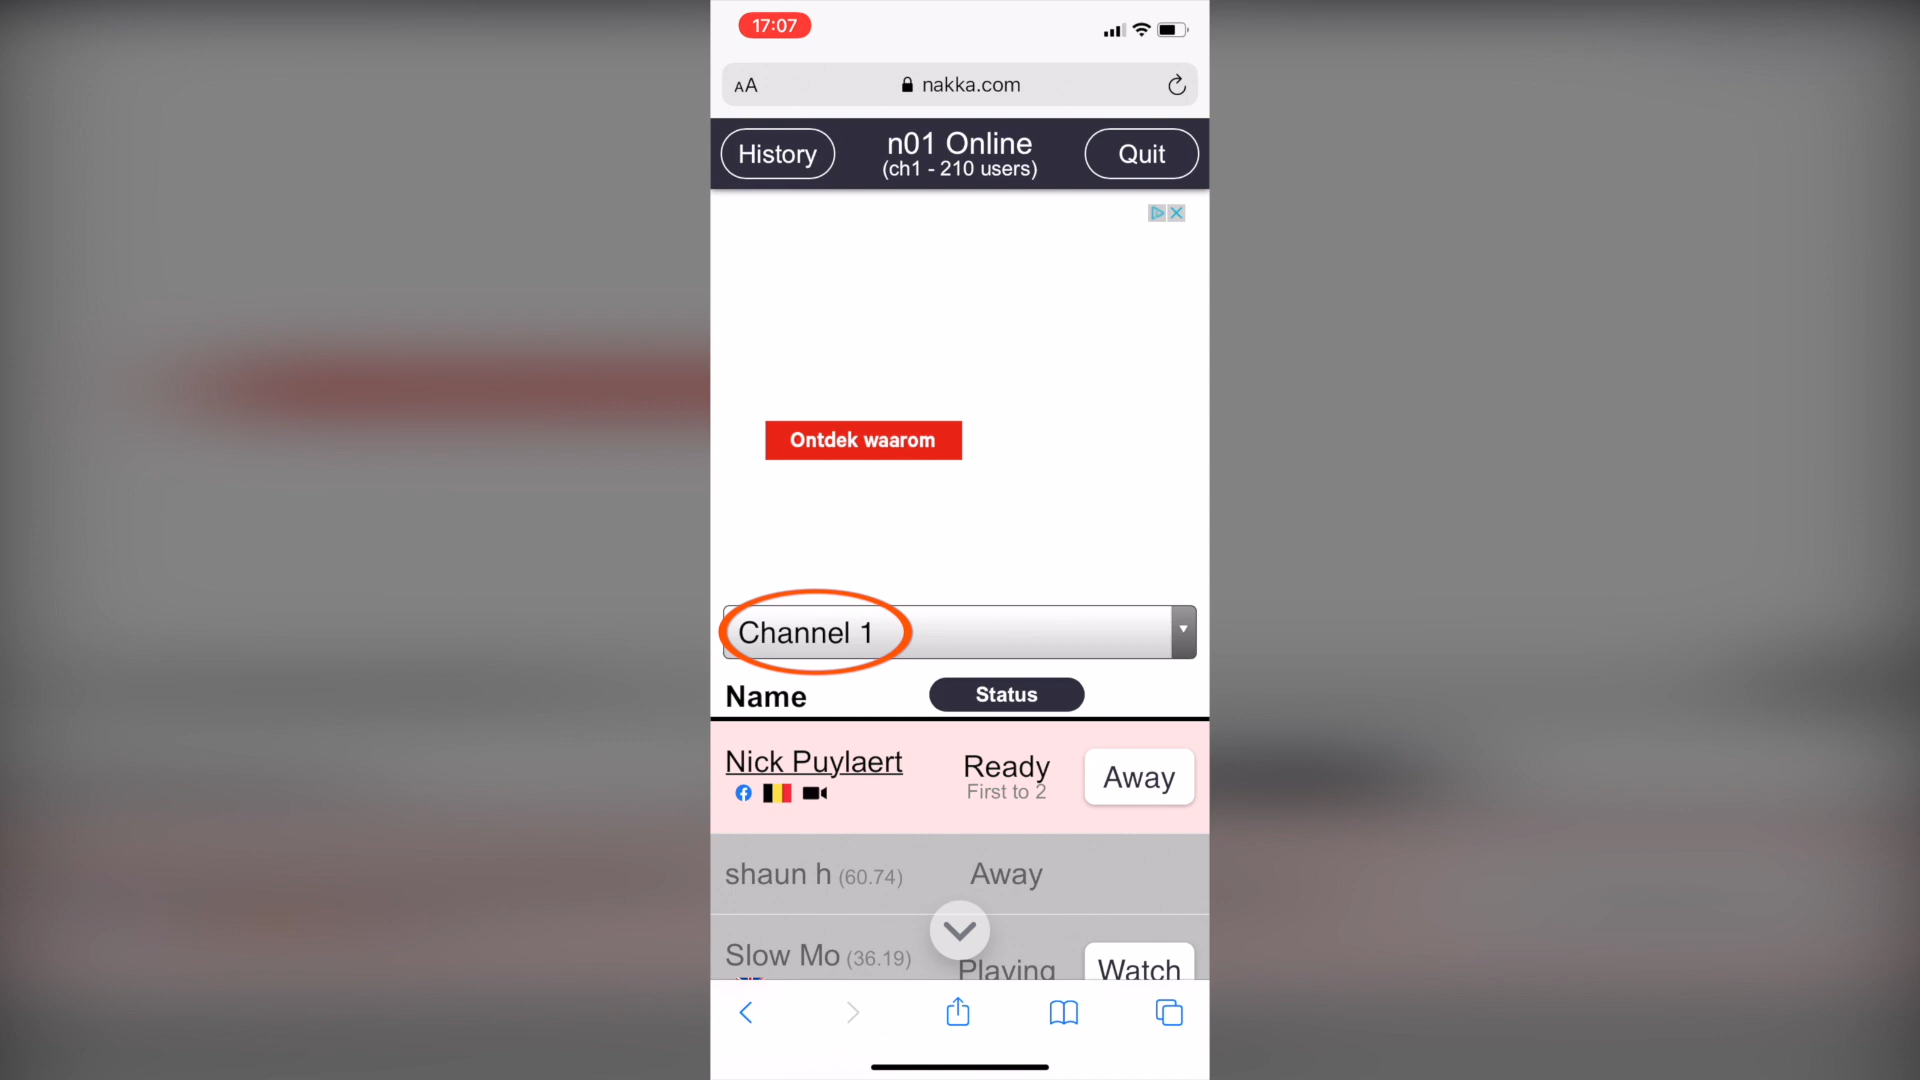 17:07
AA nakka.com
History
n01 Online
(ch1 - 210 users)
Quit
Ontdek waarom
Channel 1
Name Status
Nick Puylaert Ready Away
First to 2
shaun h (60.74) Away
Slow Mo (36.19) Playing Watch